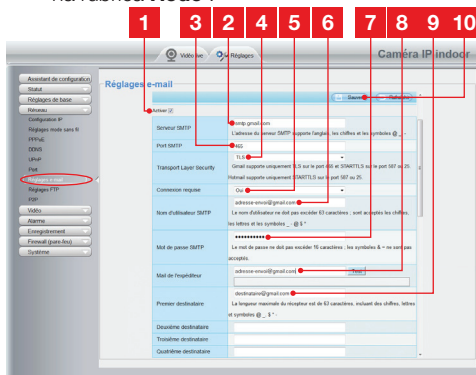 1 3 2 4 5 6 7 8 9 10
Vidéo live
Réglages
Caméra IP indoor
Assistant de configuration
Statut
Réglages de base
Réseau
Configuration IP
Réglages mode sans fil
PPPoE
DDNS
UPnP
Port
Réglages e-mail
Réglages FTP
P2P
Vidéo
Alarme
Enregistrement
Firewall (pare-feu)
Système
Réglages e-mail
Activer
Serveur SMTP
smtp.gmail.com
L'adresse du serveur SMTP supporte l'anglais, les chiffres et les symboles @ _ -
Port SMTP
465
Transport Layer Security
TLS
Gmail supporte uniquement TLS sur le port 465 et STARTTLS sur le port 587 ou 25.
Hotmail supporte uniquement STARTTLS sur le port 587 ou 25.
Connexion requise
Oui
Nom d'utilisateur SMTP
adresse-envoi@gmail.com
Le nom d'utilisateur ne doit pas excéder 63 caractères ; sont acceptés les chiffres,
les lettres et les symboles _ - @ $ *
Mot de passe SMTP
Le mot de passe ne doit pas excéder 16 caractères ; les symboles & = ne sont pas
acceptés.
Mail de l'expéditeur
adresse-envoi@gmail.com
Test
Premier destinataire
destinataire@gmail.com
La longueur maximale du récepteur est de 63 caractères, incluant des chiffres, lettres
et symboles @ _ $ * -
Deuxième destinataire
Troisième destinataire
Quatrième destinataire